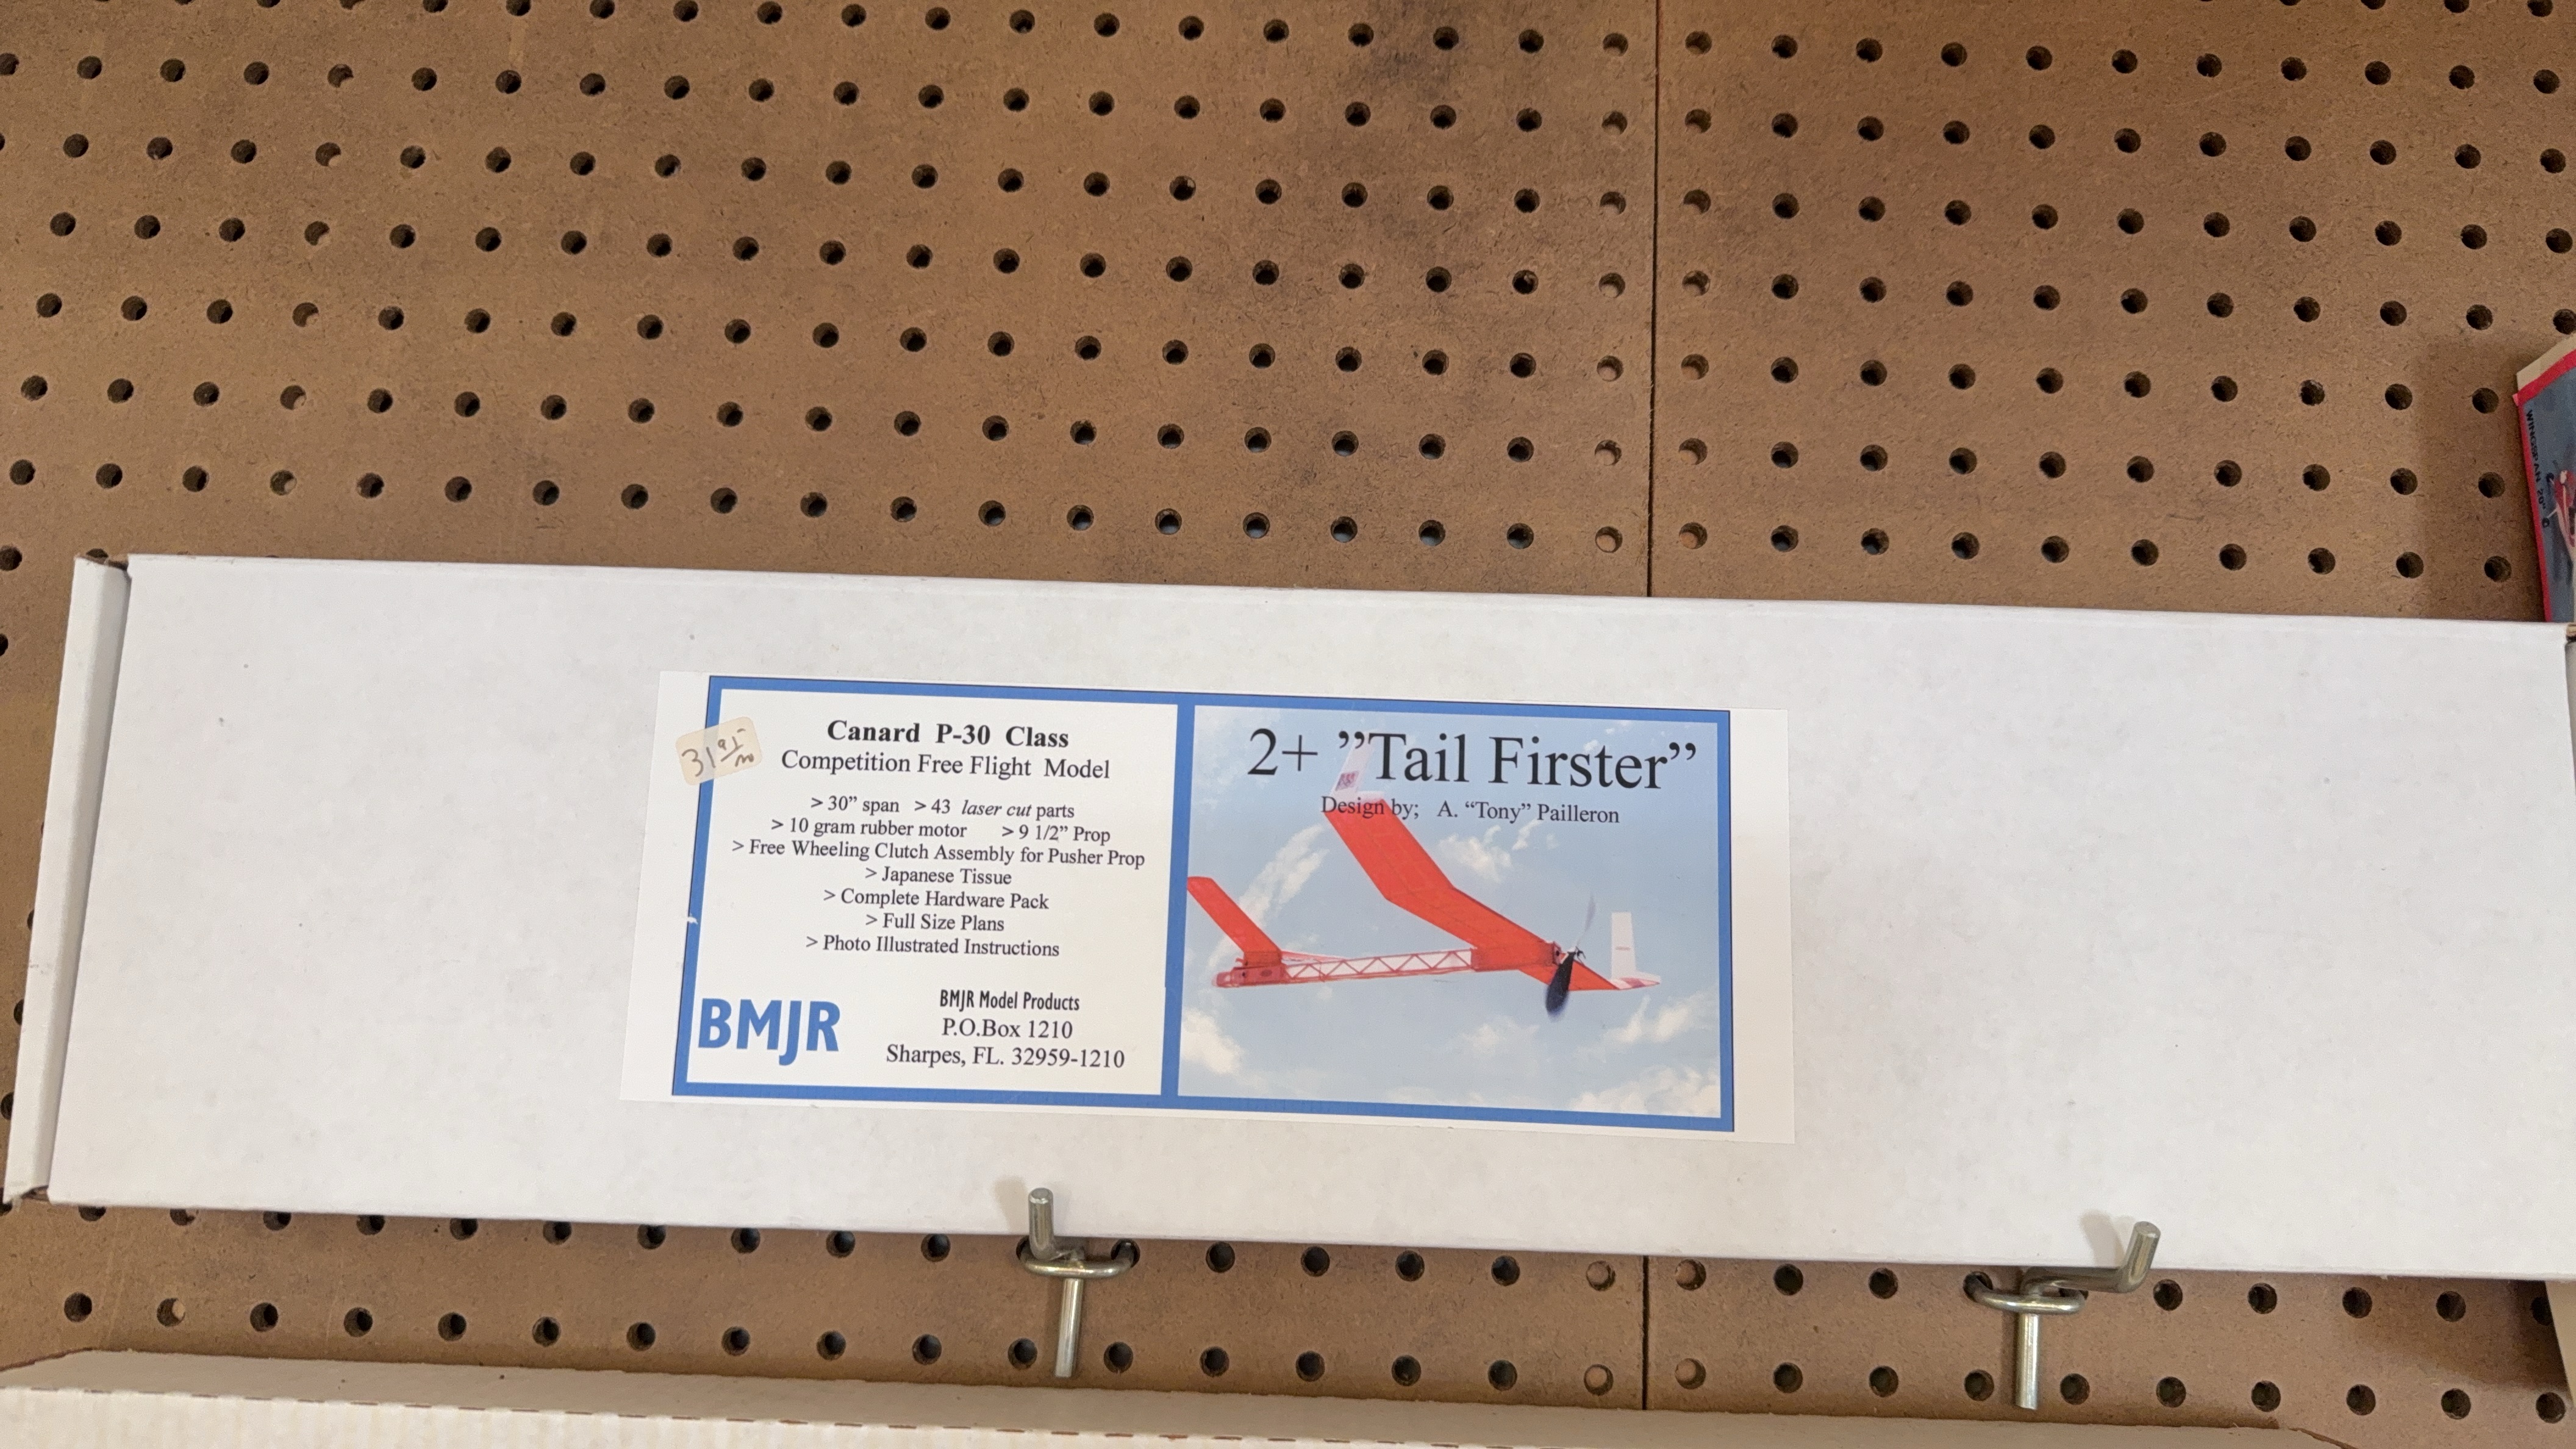 Canard P-30 Class
Competition Free Flight Model
> 30” span > 43 laser cut parts
> 10 gram rubber motor > 9 1/2” Prop
> Free Wheeling Clutch Assembly for Pusher Prop
> Japanese Tissue
> Complete Hardware Pack
> Full Size Plans
> Photo Illustrated Instructions
BMJR
BMJR Model Products
P.O.Box 1210
Sharpes, FL. 32959-1210
2+ ”Tail Firster”
Design by; A. “Tony” Pailleron
31 95
WINGSPAN 20"